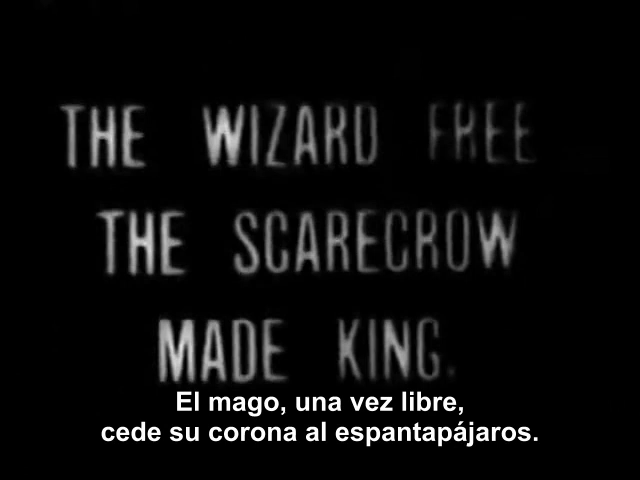 THE WIZARD FREE
THE SCARECROW
MADE KING.
El mago, una vez libre,
cede su corona al espantapájaros.